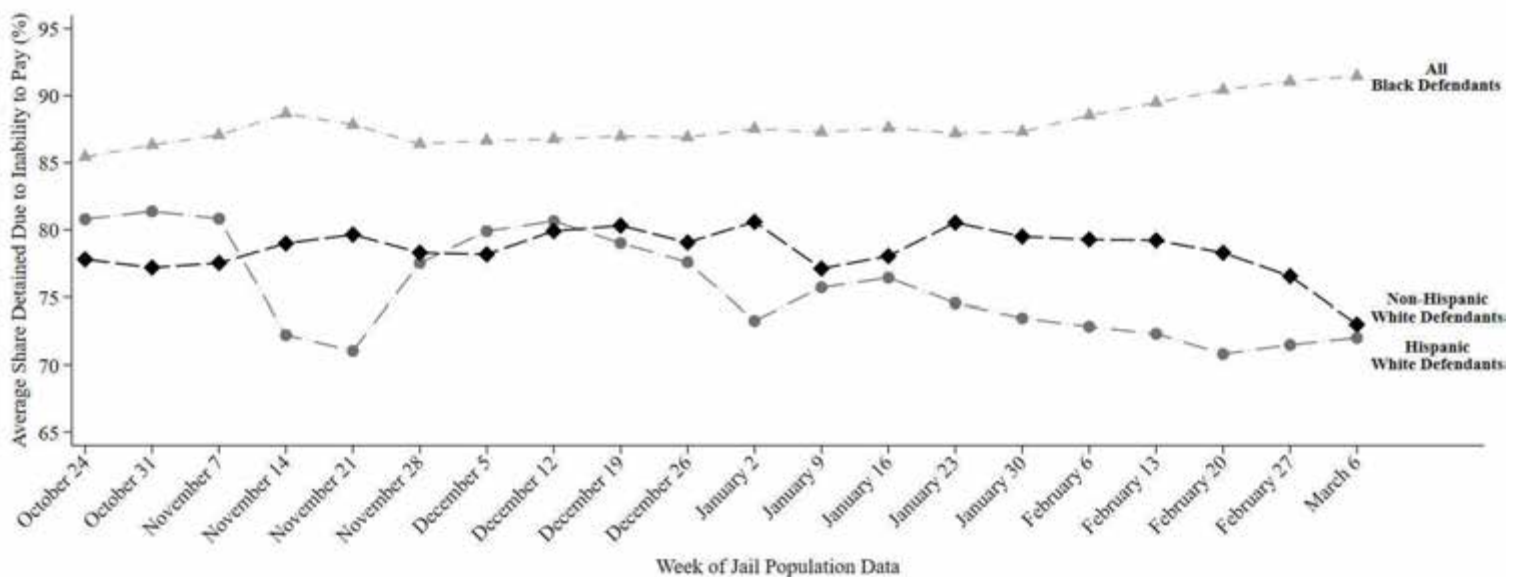 Average Share Detained Due to Inability to Pay (%)
95
90
85
80
75
70
65
All
Black Defendants
Non-Hispanic
White Defendants
Hispanic
White Defendants
October 24
October 31
November 7
November 14
November 21
November 28
December 5
December 12
December 19
December 26
January 2
January 9
January 16
January 23
January 30
February 6
February 13
February 20
February 27
March 6
Week of Jail Population Data